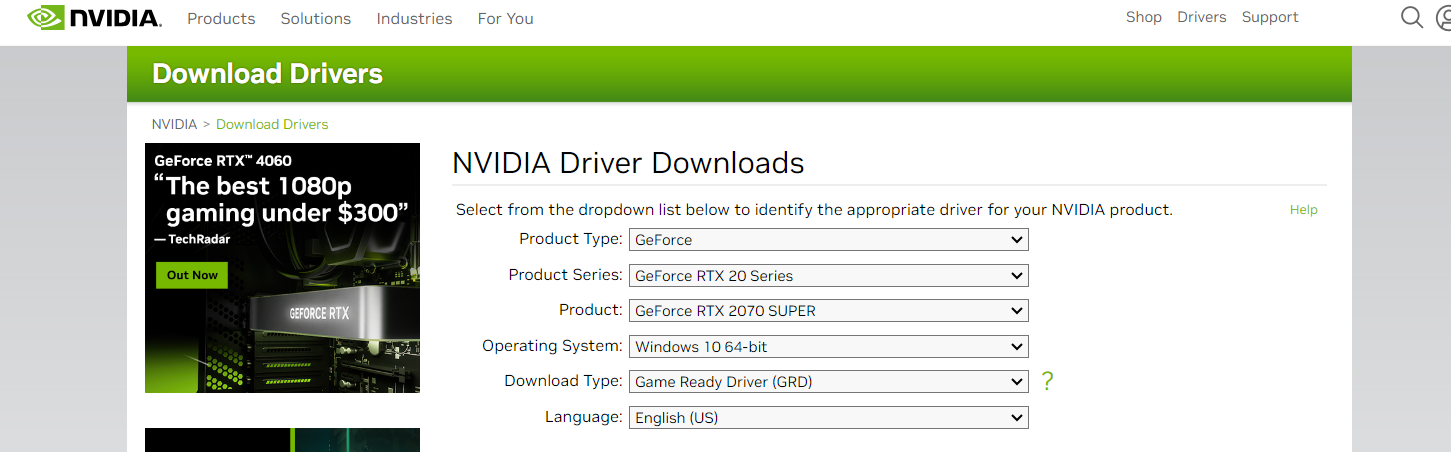 NVIDIA. Products Solutions Industries For You Shop Drivers Support
Download Drivers
NVIDIA > Download Drivers
GeForce RTX™ 4060
“The best 1080p
gaming under $300”
— TechRadar
Out Now
GEFORCE RTX
NVIDIA Driver Downloads
Select from the dropdown list below to identify the appropriate driver for your NVIDIA product. Help
Product Type: GeForce
Product Series: GeForce RTX 20 Series
Product: GeForce RTX 2070 SUPER
Operating System: Windows 10 64-bit
Download Type: Game Ready Driver (GRD) ?
Language: English (US)